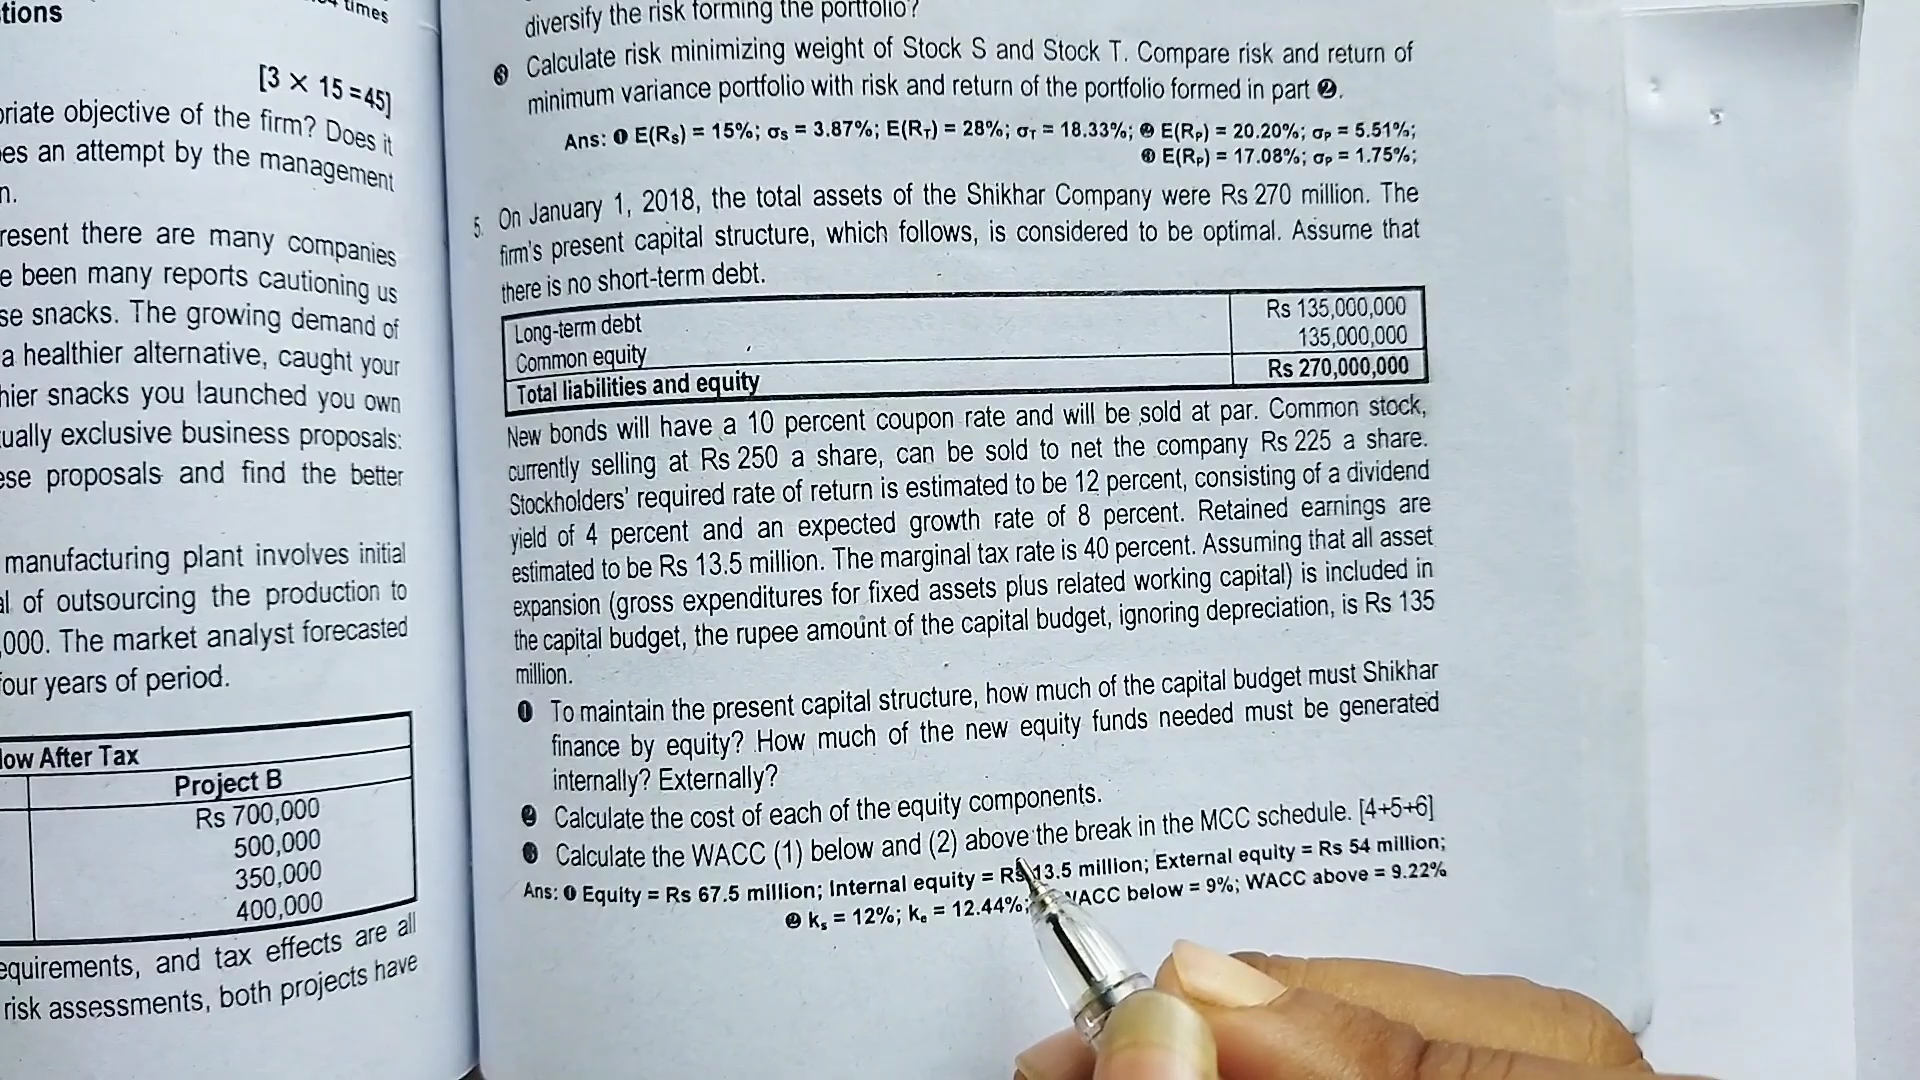 tions
times
[3 × 15 =45]
priate objective of the firm? Does it
es an attempt by the management
n.
resent there are many companies
e been many reports cautioning us
se snacks. The growing demand of
a healthier alternative, caught your
hier snacks you launched you own
ually exclusive business proposals:
ese proposals and find the better
manufacturing plant involves initial
al of outsourcing the production to
,000. The market analyst forecasted
four years of period.
low After Tax
Project B
Rs 700,000
500,000
350,000
400,000
equirements, and tax effects are all
risk assessments, both projects have
diversify the risk forming the portfolio?
❸ Calculate risk minimizing weight of Stock S and Stock T. Compare risk and return of
minimum variance portfolio with risk and return of the portfolio formed in part ❷.
Ans: ❶ E(RS) = 15%; σS = 3.87%; E(RT) = 28%; σT = 18.33%; ❷ E(RP) = 20.20%; σP = 5.51%;
❸ E(RP) = 17.08%; σP = 1.75%;
5. On January 1, 2018, the total assets of the Shikhar Company were Rs 270 million. The
firm's present capital structure, which follows, is considered to be optimal. Assume that
there is no short-term debt.
Long-term debt Rs 135,000,000
Common equity 135,000,000
Total liabilities and equity Rs 270,000,000
New bonds will have a 10 percent coupon rate and will be sold at par. Common stock,
currently selling at Rs 250 a share, can be sold to net the company Rs 225 a share.
Stockholders' required rate of return is estimated to be 12 percent, consisting of a dividend
yield of 4 percent and an expected growth rate of 8 percent. Retained earnings are
estimated to be Rs 13.5 million. The marginal tax rate is 40 percent. Assuming that all asset
expansion (gross expenditures for fixed assets plus related working capital) is included in
the capital budget, the rupee amount of the capital budget, ignoring depreciation, is Rs 135
million.
❶ To maintain the present capital structure, how much of the capital budget must Shikhar
finance by equity? How much of the new equity funds needed must be generated
internally? Externally?
❷ Calculate the cost of each of the equity components.
❸ Calculate the WACC (1) below and (2) above the break in the MCC schedule. [4+5+6]
Ans: ❶ Equity = Rs 67.5 million; Internal equity = Rs 13.5 million; External equity = Rs 54 million;
❷ ks = 12%; ke = 12.44%; WACC below = 9%; WACC above = 9.22%